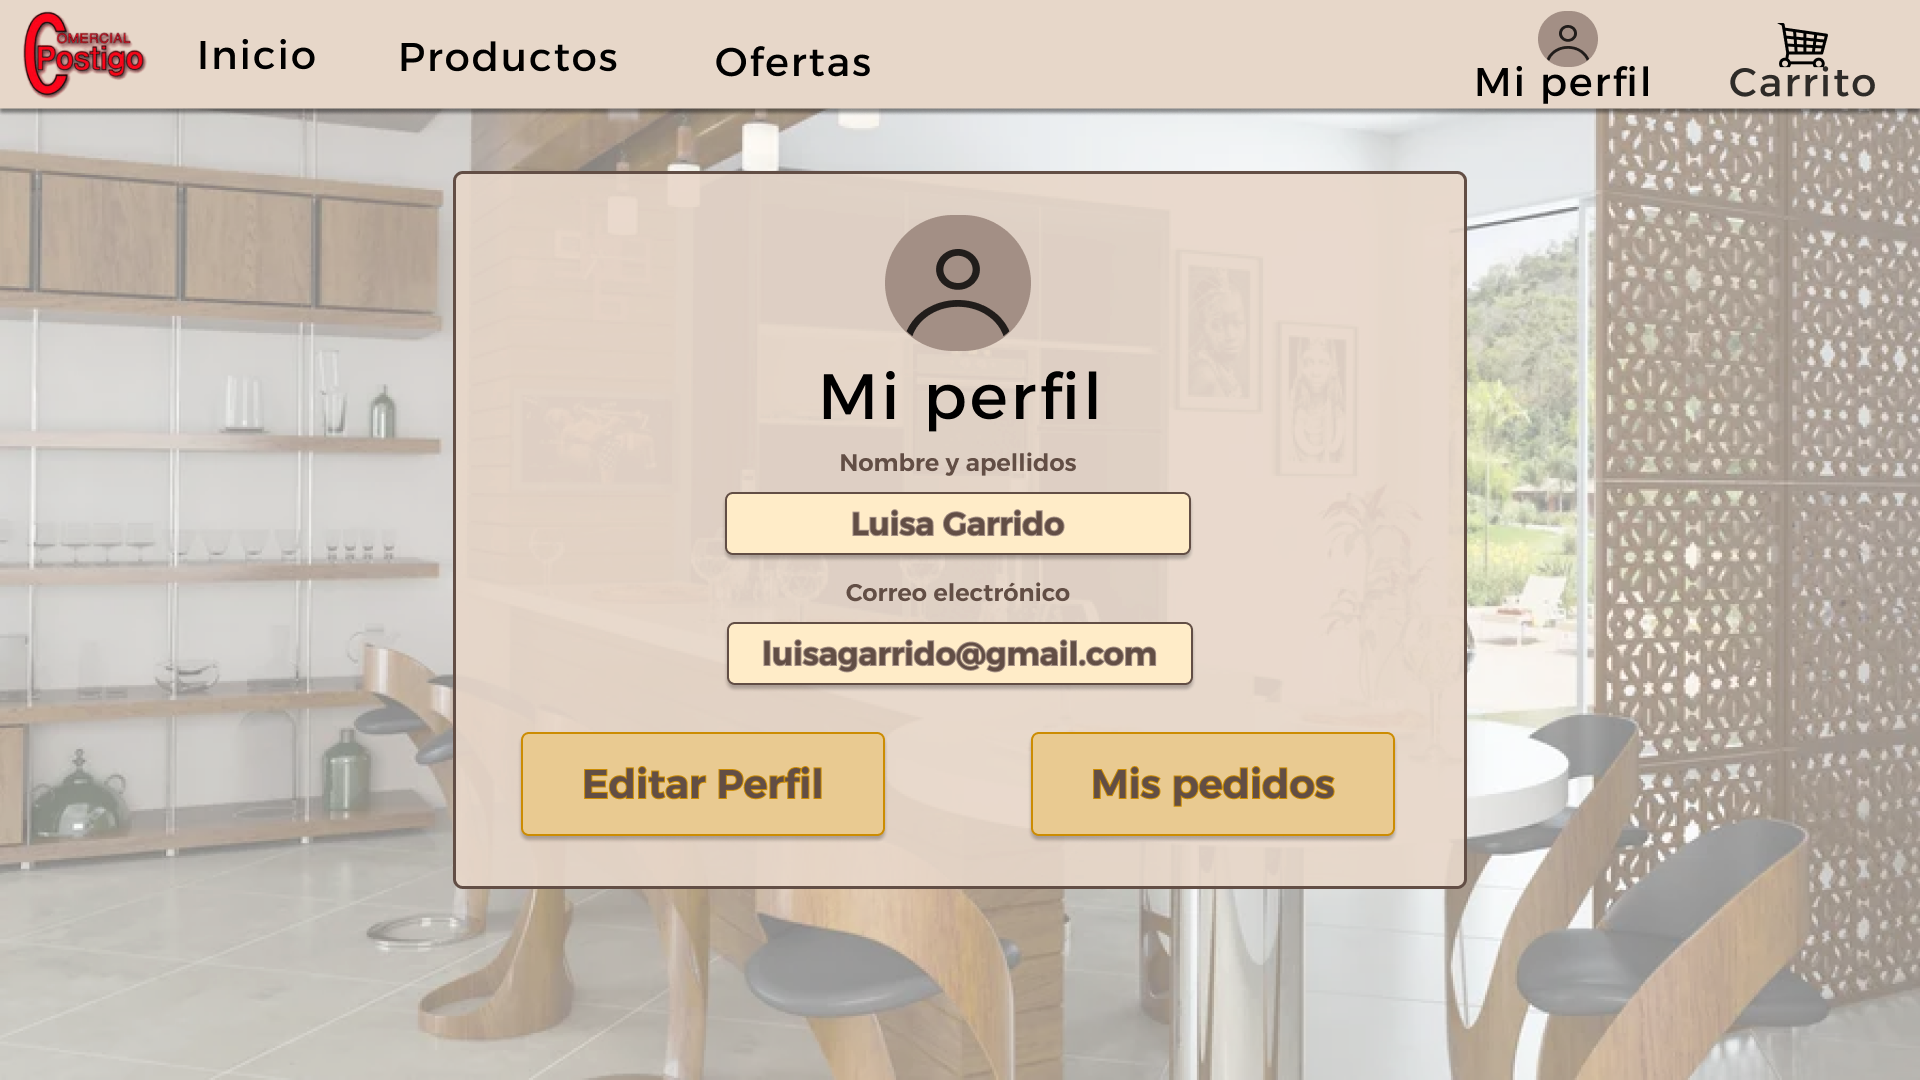 COMERCIAL
Postigo
Inicio
Productos
Ofertas
Mi perfil
Carrito
Mi perfil
Nombre y apellidos
Luisa Garrido
Correo electrónico
luisagarrido@gmail.com
Editar Perfil
Mis pedidos